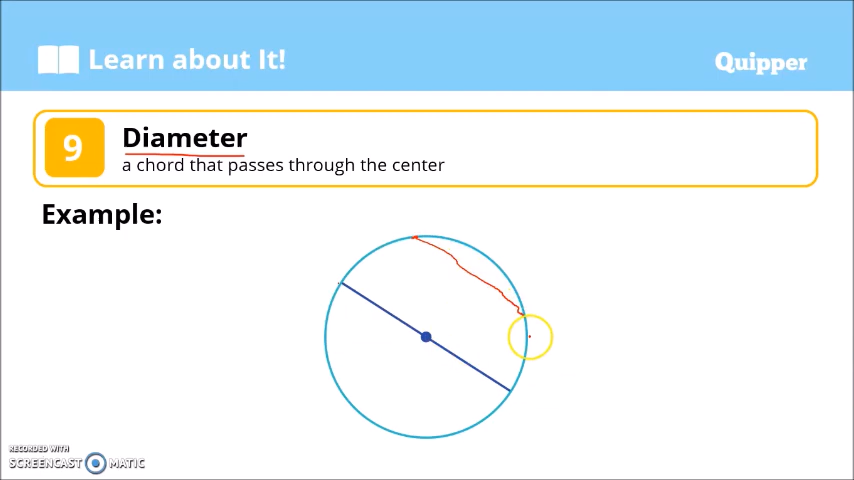 Learn about It!
Quipper
9
Diameter
a chord that passes through the center
Example:
RECORDED WITH
SCREENCAST MATIC